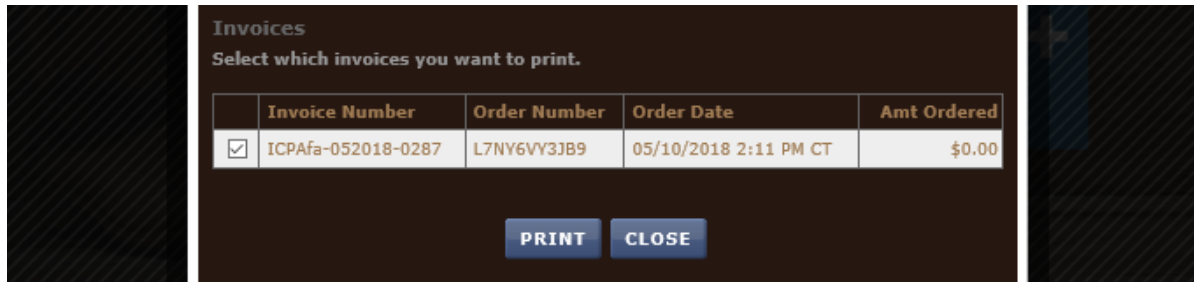 Invoices
Select which invoices you want to print.
Invoice Number Order Number Order Date Amt Ordered
ICPAfa-052018-0287 L7NY6VY3JB9 05/10/2018 2:11 PM CT $0.00
PRINT CLOSE